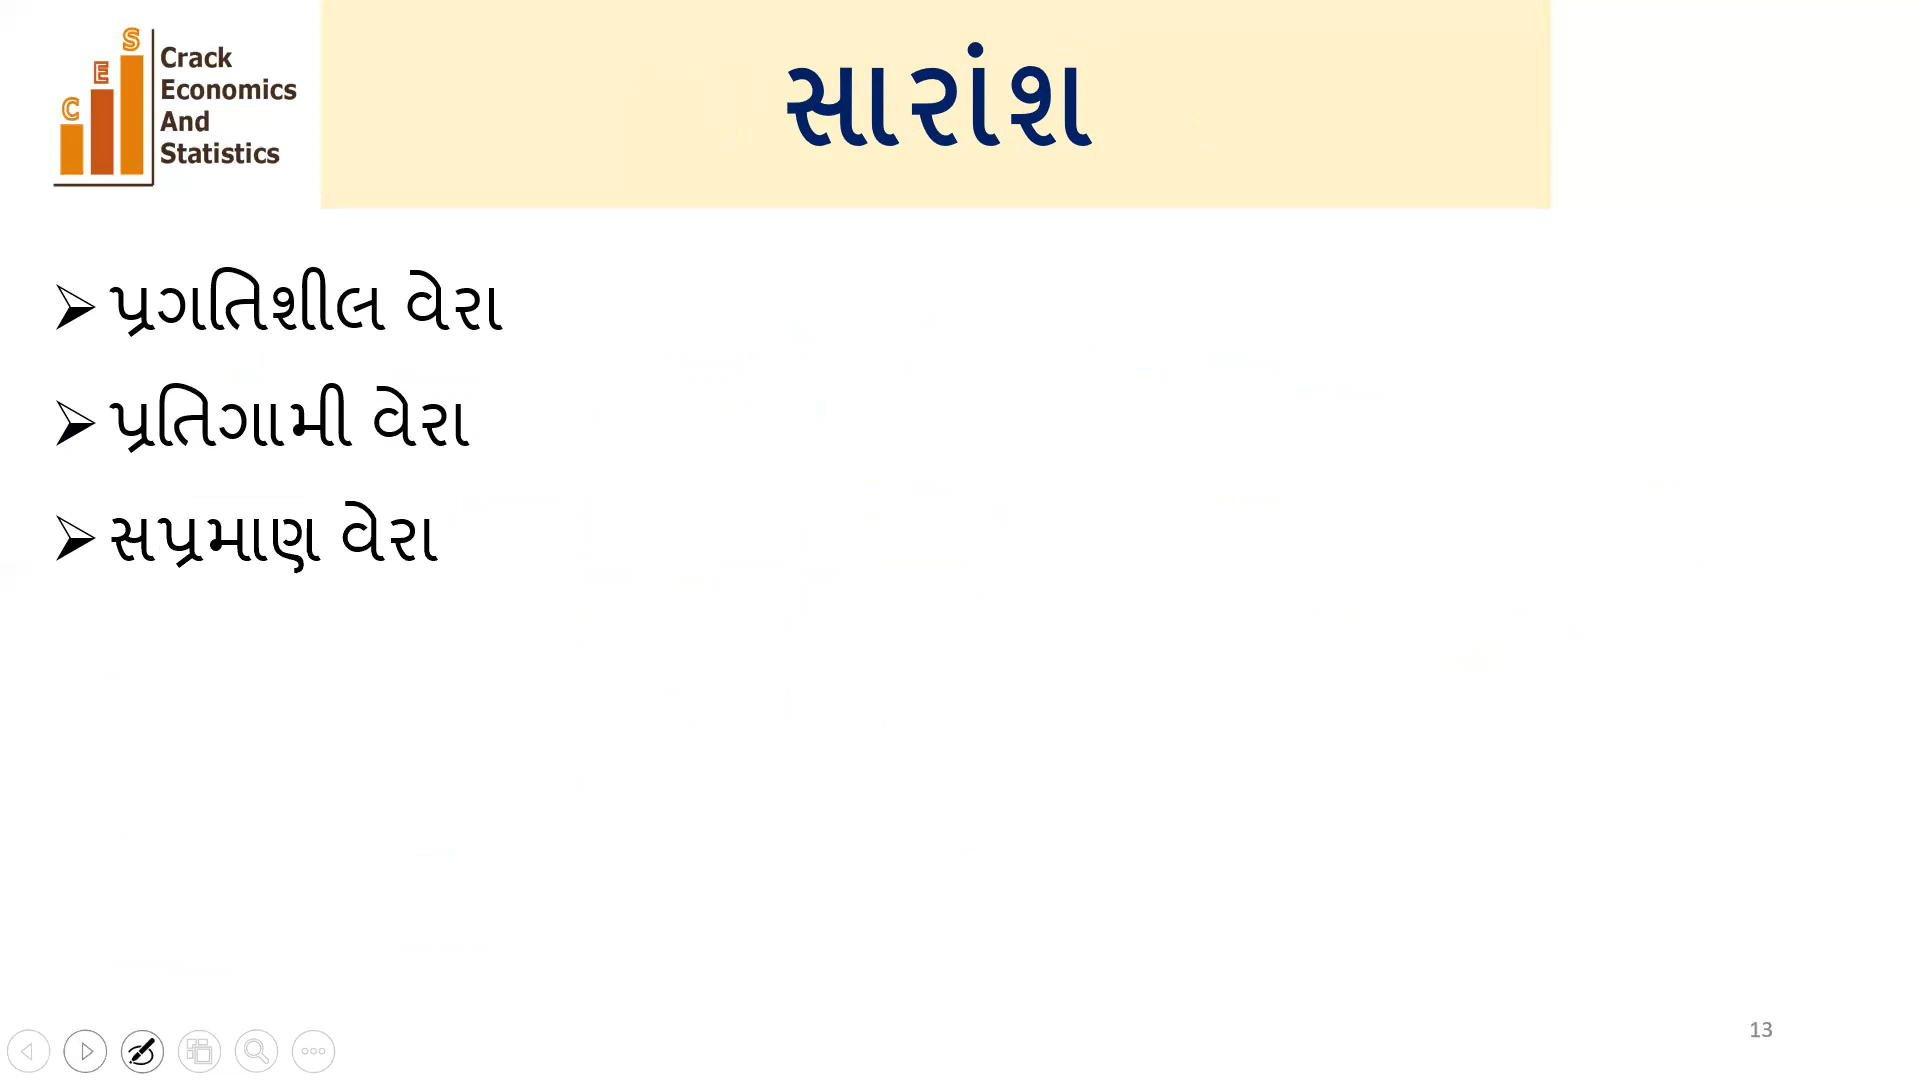 C E S
Crack
Economics
And
Statistics
સારાંશ
પ્રગતિશીલ વેરા
પ્રતિગામી વેરા
સપ્રમાણ વેરા
13